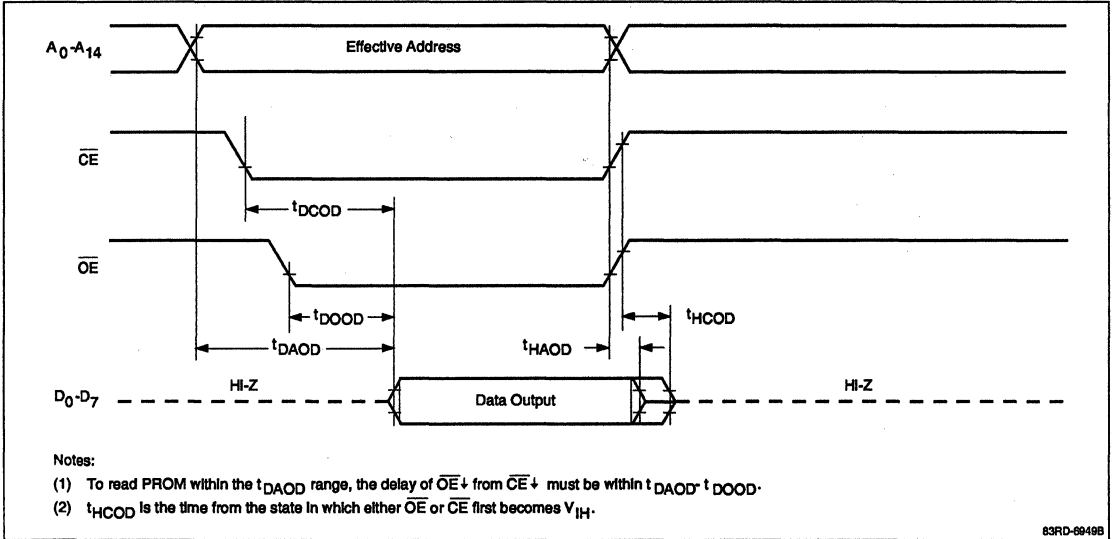 A0-A14
Effective Address
CE
tDCOD
OE
tDOOD
tHCOD
tDAOD
tHAOD
HI-Z
HI-Z
D0-D7
Data Output
Notes:
(1) To read PROM within the tDAOD range, the delay of OE↓ from CE↓ must be within tDAOD- tDOOD.
(2) tHCOD is the time from the state in which either OE or CE first becomes VIH.
83RD-6949B